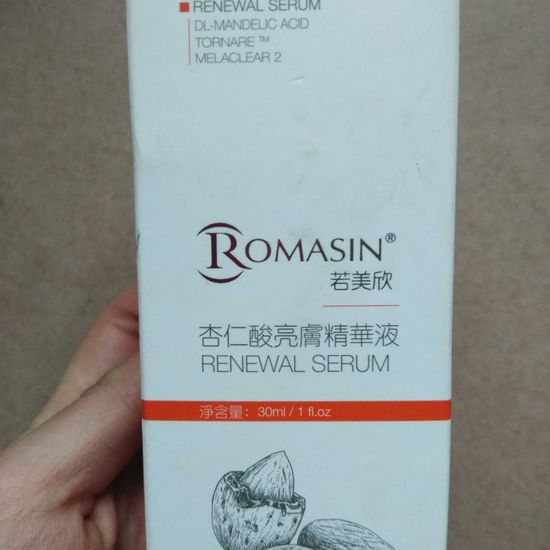 RENEWAL SERUM
DL-MANDELIC ACID
TORNARE™
MELACLEAR 2
ROMASIN®
若美欣
杏仁酸亮膚精華液
RENEWAL SERUM
淨含量: 30ml / 1 fl.oz